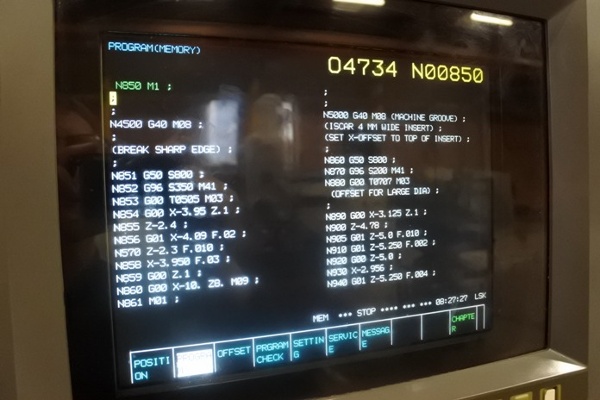 PROGRAM(MEMORY)
O4734 N00850
N850 M1 ;
;
;
N4500 G40 M08 ;
;
(BREAK SHARP EDGE) ;
;
N851 G50 S800 ;
N852 G96 S350 M41 ;
N853 G00 T0505 M03 ;
N854 G00 X-3.95 Z.1 ;
N855 Z-2.4 ;
N856 G01 X-4.09 F.02 ;
N570 Z-2.3 F.010 ;
N858 X-3.950 F.03 ;
N859 G00 Z.1 ;
N860 G00 X-10. Z8. M09 ;
N861 M01 ;
;
;
N5000 G40 M08 (MACHINE GROOVE) ;
(ISCAR 4 MM WIDE INSERT) ;
(SET X-OFFSET TO TOP OF INSERT) ;
;
N860 G50 S800 ;
N870 G96 S200 M41 ;
N880 G00 T0707 M03
(OFFSET FOR LARGE DIA) ;
;
N890 G00 X-3.125 Z.1 ;
N900 Z-4.78 ;
N905 G01 Z-5.0 F.010 ;
N910 G01 Z-5.250 F.002 ;
N920 G00 Z-5.0 ;
N930 X-2.956 ;
N940 G01 Z-5.250 F.004 ;
MEM *** STOP **** *** *** 08:27:27 LSK
POSITI
ON
OFFSET
PRGRAM
CHECK
SETTIN
G
SERVIC
E
MESSAG
E
CHAPTE
R